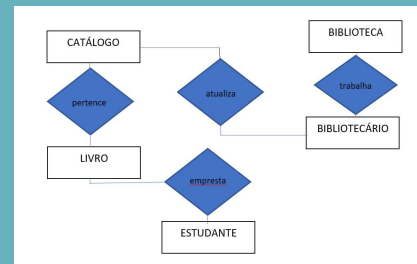 BIBLIOTECA
CATÁLOGO
pertence
atualiza
trabalha
BIBLIOTECÁRIO
LIVRO
empresta
ESTUDANTE